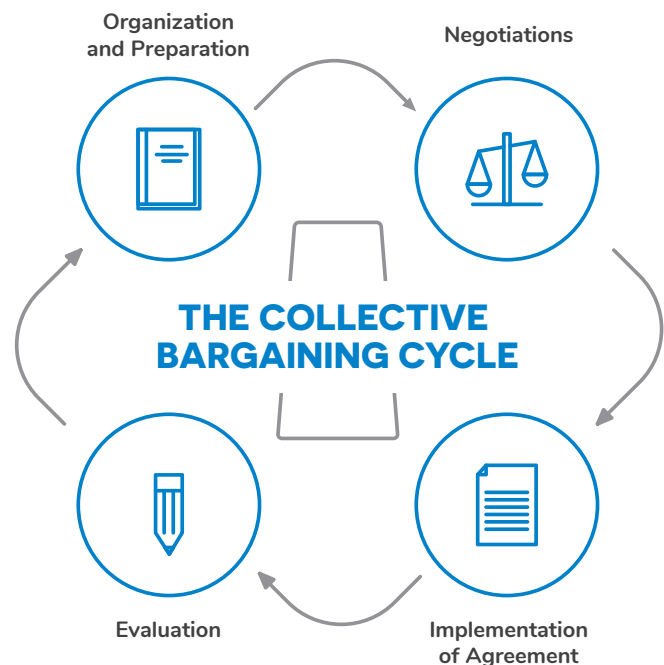 Organization
and Preparation
Negotiations
THE COLLECTIVE
BARGAINING CYCLE
Evaluation
Implementation
of Agreement